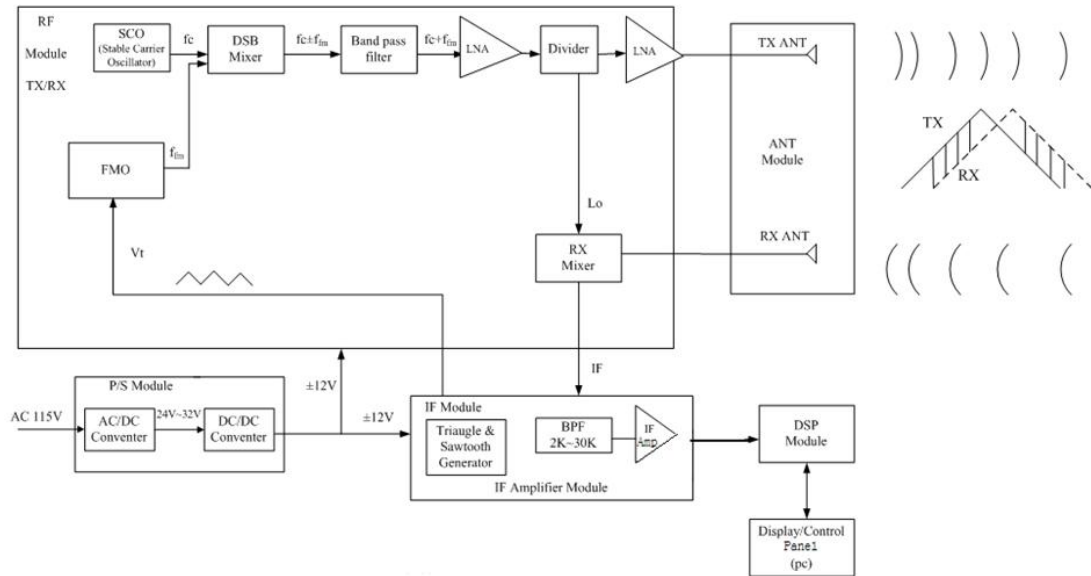 RF
Module
TX/RX
SCO
(Stable Carrier
Oscillator)
fc
DSB
Mixer
fc±ffm
Band pass
filter
fc+ffm
LNA
Divider
LNA
TX ANT
FMO
ffm
Vt
Lo
RX
Mixer
ANT
Module
RX ANT
TX
RX
IF
P/S Module
AC 115V
AC/DC
Conventer
24V~32V
DC/DC
Conventer
±12V
±12V
IF Module
Triaugle &
Sawtooth
Generator
BPF
2K~30K
IF
Amp
IF Amplifier Module
DSP
Module
Display/Control
Panel
(pc)